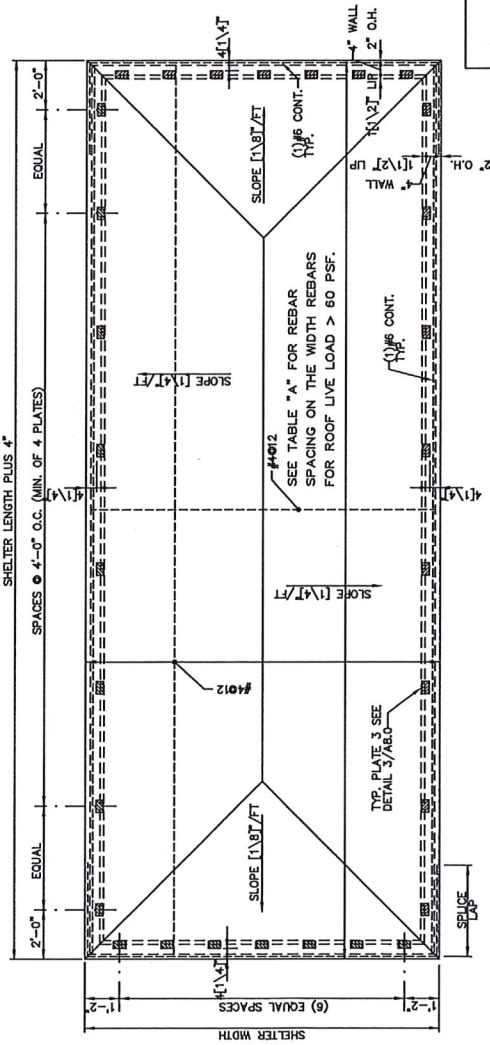 SHELTER LENGTH PLUS 4"
2'-0"
EQUAL
SPACES @ 4'-0" O.C. (MIN. OF 4 PLATES)
EQUAL
2'-0"
4[1\4]"
4[1\4]"
4" WALL
2" O.H.
1[1\2]" LIP
(1)#6 CONT.
TYP.
SLOPE [1\8]"/FT
SLOPE [1\4]"/FT
#4@12
SEE TABLE "A" FOR REBAR
SPACING ON THE WIDTH REBARS
FOR ROOF LIVE LOAD > 60 PSF.
SLOPE [1\4]"/FT
#4@12
SLOPE [1\8]"/FT
TYP. PLATE 3 SEE
DETAIL 3/A8.0
(1)#6 CONT.
TYP.
4" WALL
1[1\2]" LIP
2" O.H.
4[1\4]"
4[1\4]"
SPLICE
LAP
1'-2"
(6) EQUAL SPACES
1'-2"
SHELTER WIDTH